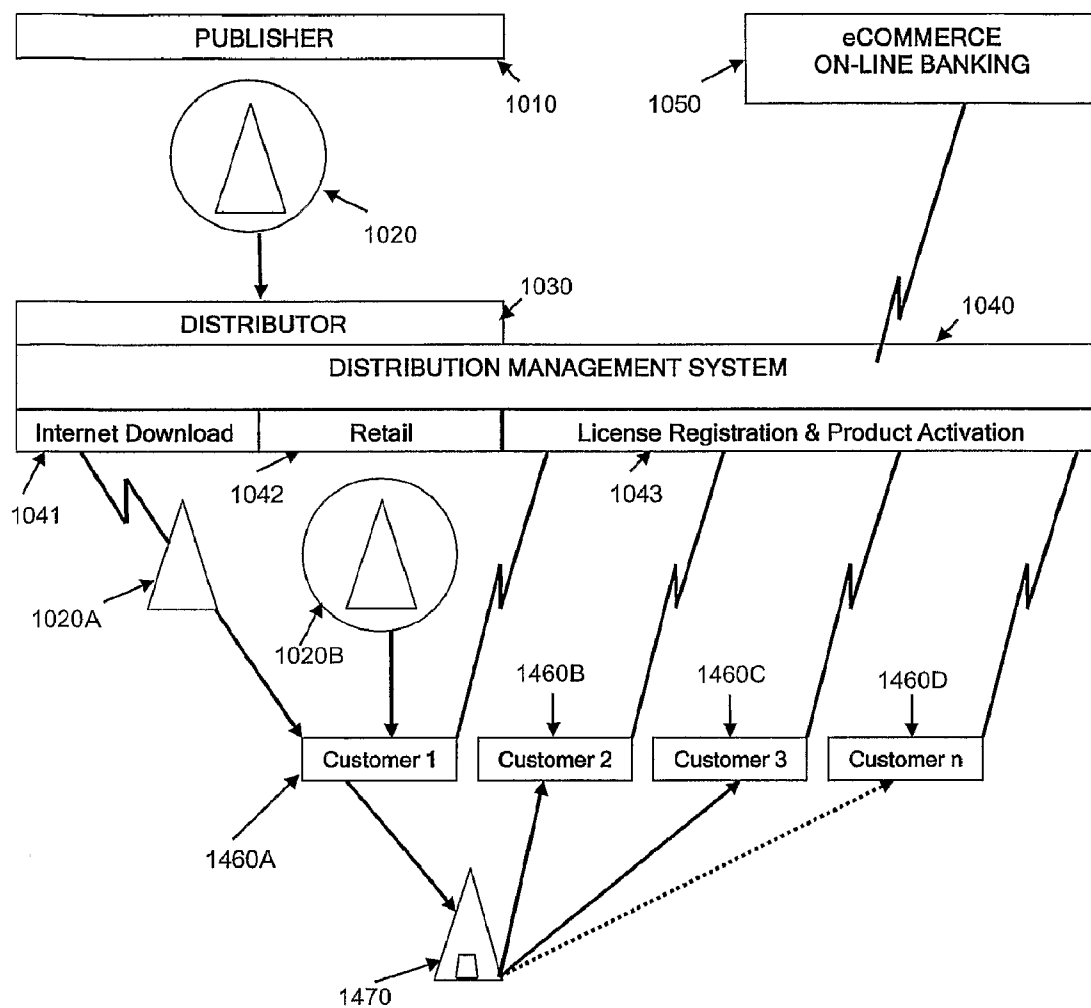 PUBLISHER
eCOMMERCE
ON-LINE BANKING
1010
1050
1020
1030
DISTRIBUTOR
1040
DISTRIBUTION MANAGEMENT SYSTEM
Internet Download
Retail
License Registration & Product Activation
1041
1042
1043
1020A
1020B
1460B
1460C
1460D
Customer 1
Customer 2
Customer 3
Customer n
1460A
1470